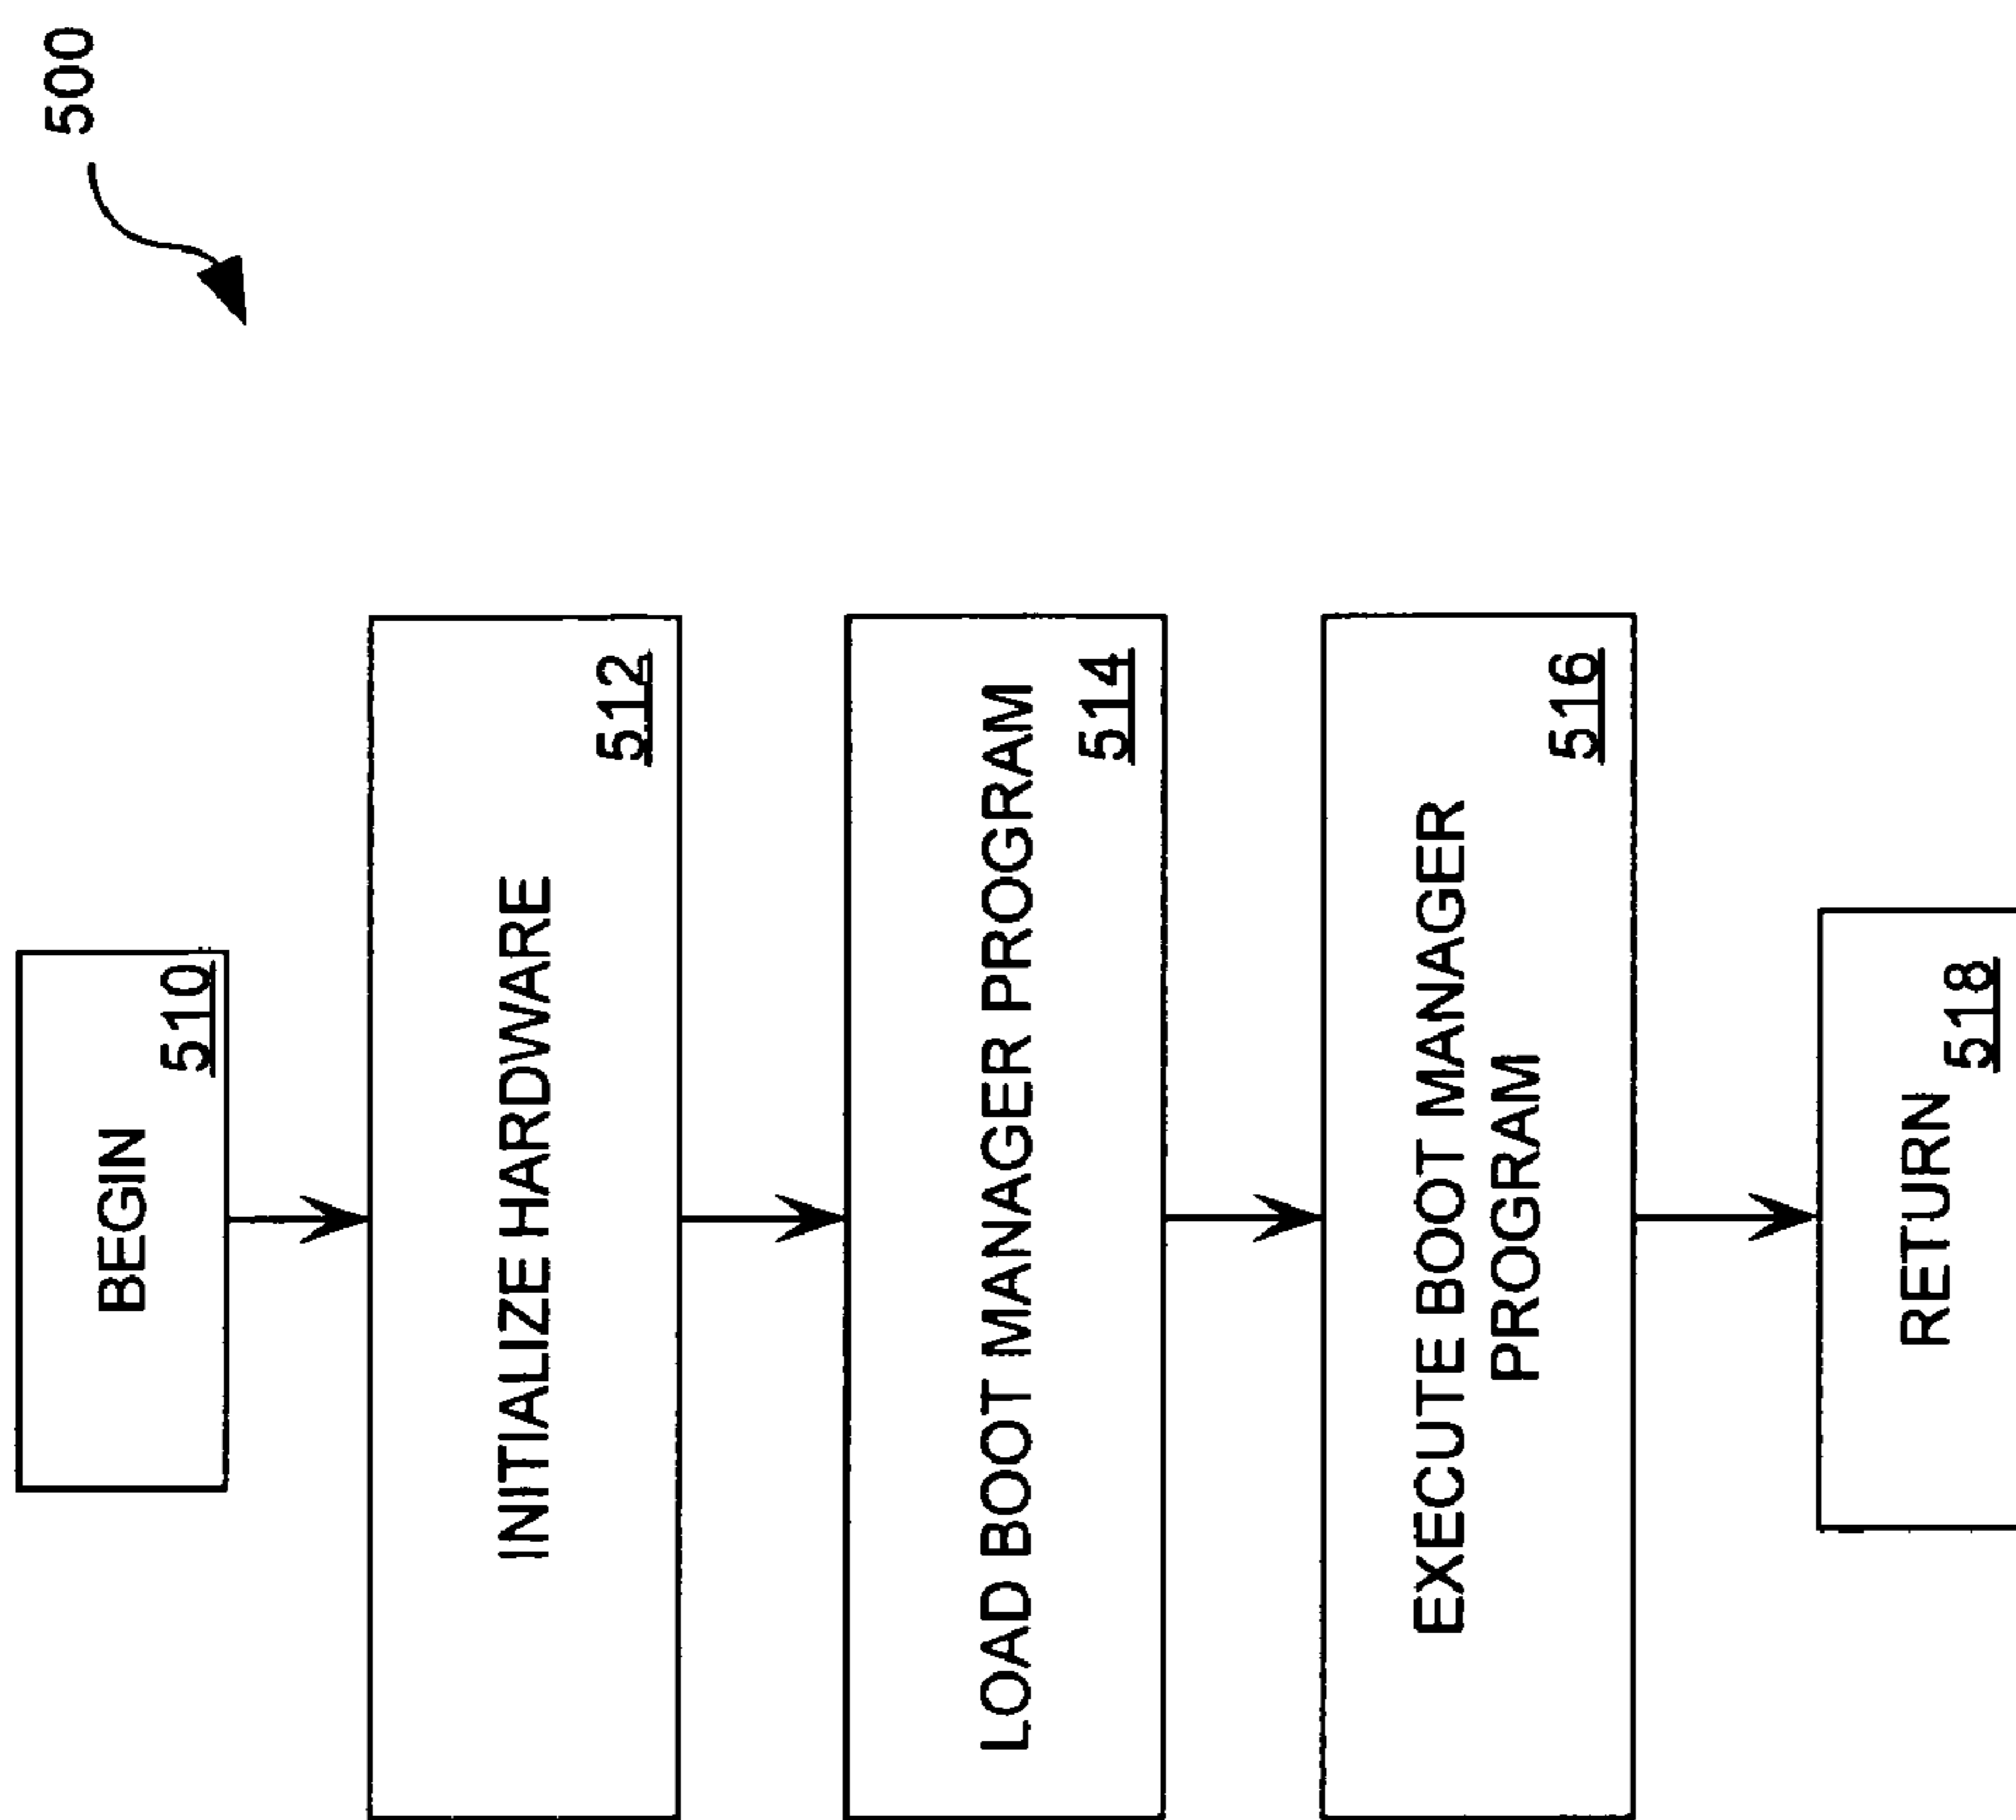 500
BEGIN
510
INITIALIZE HARDWARE
512
LOAD BOOT MANAGER PROGRAM
514
EXECUTE BOOT MANAGER
PROGRAM
516
RETURN
518